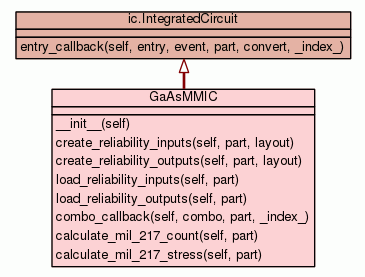 ic.IntegratedCircuit
entry_callback(self, entry, event, part, convert, _index_)
GaAsMMIC
__init__(self)
create_reliability_inputs(self, part, layout)
create_reliability_outputs(self, part, layout)
load_reliability_inputs(self, part)
load_reliability_outputs(self, part)
combo_callback(self, combo, part, _index_)
calculate_mil_217_count(self, part)
calculate_mil_217_stress(self, part)